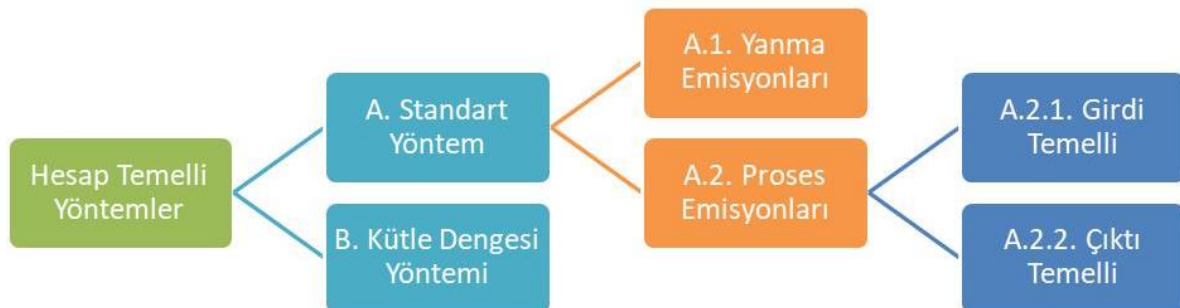 Hesap Temelli
Yöntemler
A. Standart
Yöntem
B. Kütle Dengesi
Yöntemi
A.1. Yanma
Emisyonları
A.2. Proses
Emisyonları
A.2.1. Girdi
Temelli
A.2.2. Çıktı
Temelli